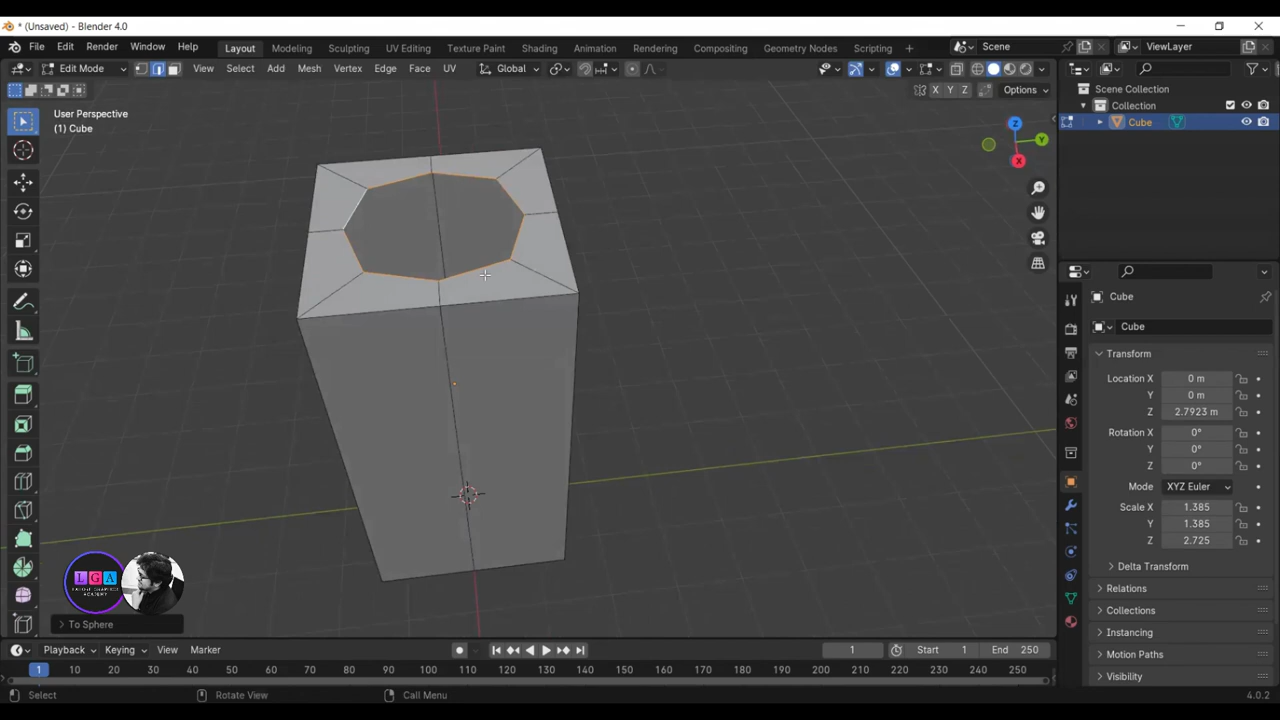 * (Unsaved) - Blender 4.0
File Edit Render Window Help Layout Modeling Sculpting UV Editing Texture Paint Shading Animation Rendering Compositing Geometry Nodes Scripting + Scene ViewLayer
Edit Mode View Select Add Mesh Vertex Edge Face UV Global
X Y Z Options
User Perspective
(1) Cube
Z
Y
X
Scene Collection
Collection
Cube
Cube
Cube
Transform
Location X 0 m
Y 0 m
Z 2.7923 m
Rotation X 0°
Y 0°
Z 0°
Mode XYZ Euler
Scale X 1.385
Y 1.385
Z 2.725
Delta Transform
Relations
Collections
Instancing
Motion Paths
Visibility
LGA
To Sphere
Playback Keying View Marker 1 Start 1 End 250
1 10 20 30 40 50 60 70 80 90 100 110 120 130 140 150 160 170 180 190 200 210 220 230 240 250
Select Rotate View Call Menu 4.0.2